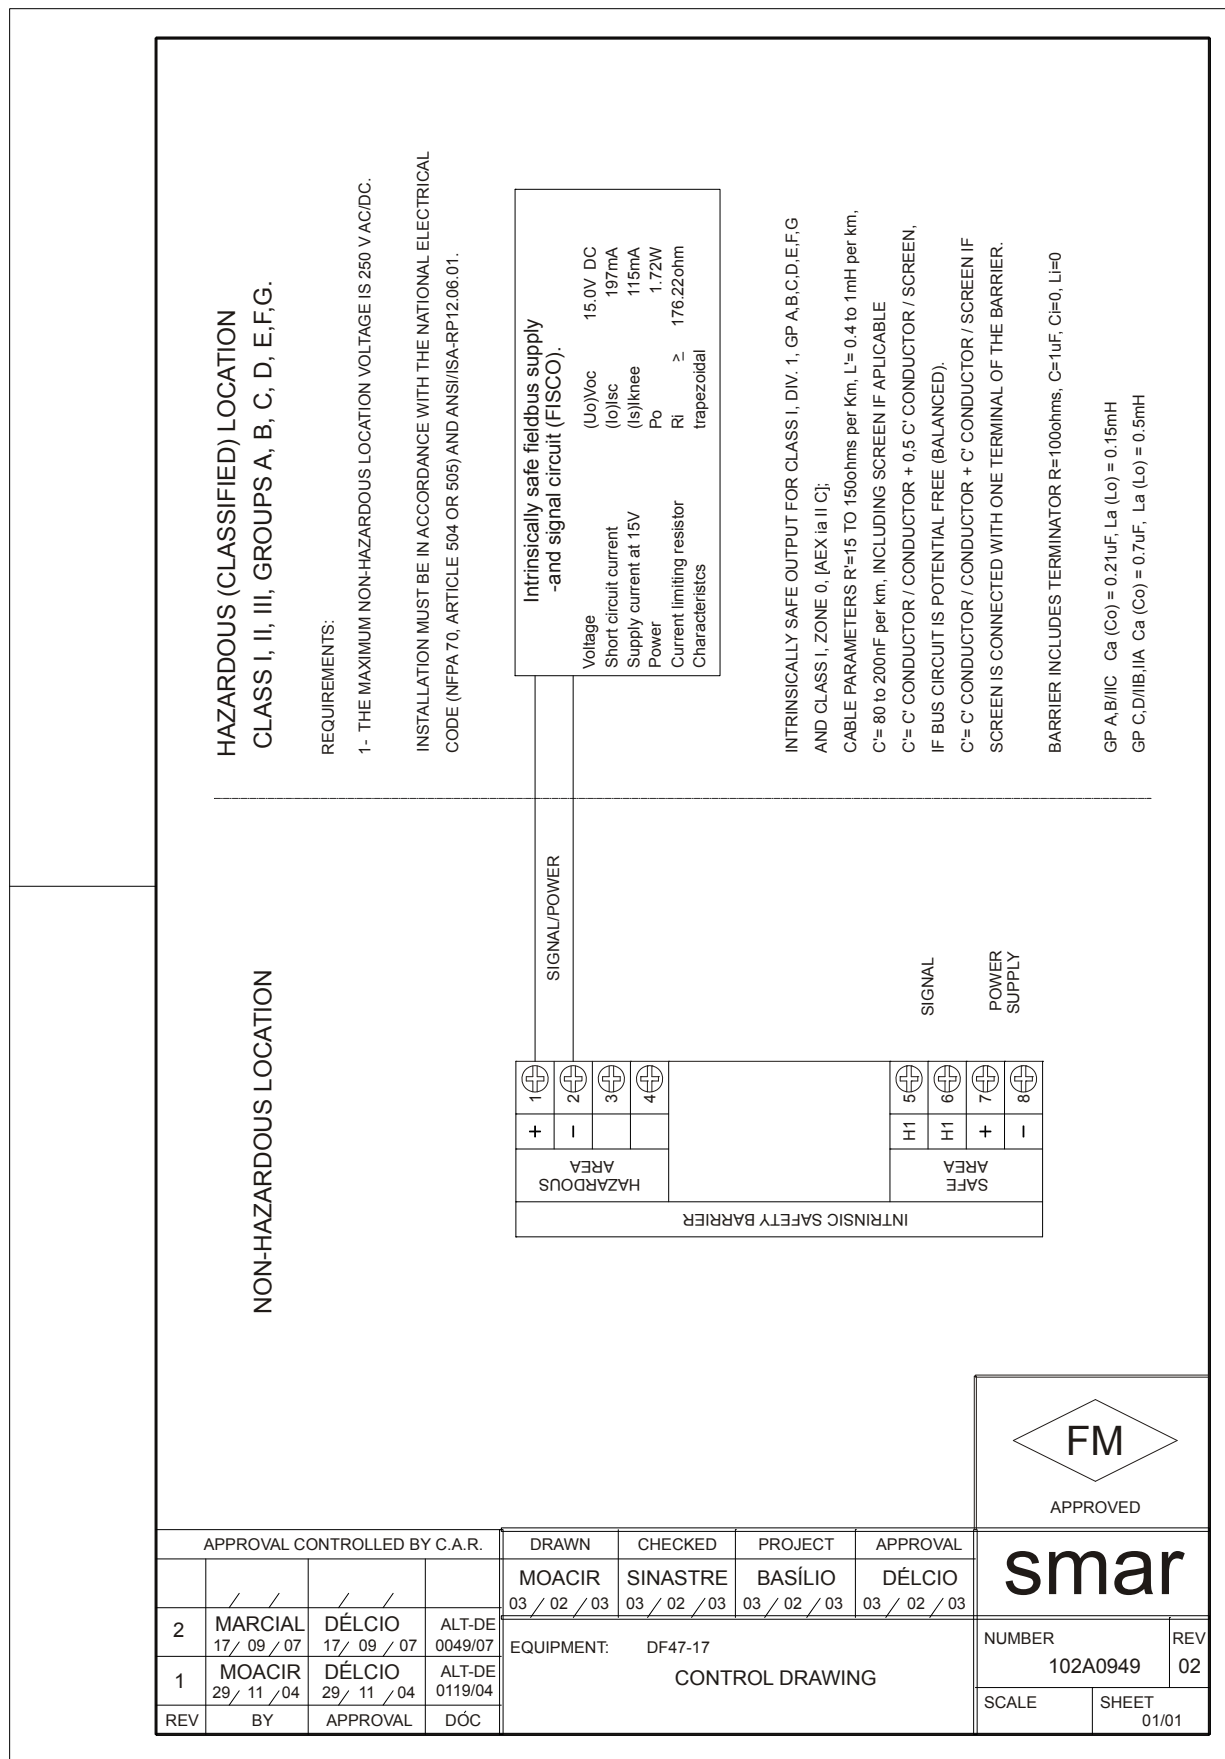 HAZARDOUS (CLASSIFIED) LOCATION
CLASS I, II, III, GROUPS A, B, C, D, E,F,G.
REQUIREMENTS:
1- THE MAXIMUM NON-HAZARDOUS LOCATION VOLTAGE IS 250 V AC/DC.
INSTALLATION MUST BE IN ACCORDANCE WITH THE NATIONAL ELECTRICAL
CODE (NFPA 70, ARTICLE 504 OR 505) AND ANSI/ISA-RP12.06.01.
Intrinsically safe fieldbus supply
-and signal circuit (FISCO).
Voltage (Uo)Voc 15.0V DC
Short circuit current (Io)Isc 197mA
Supply current at 15V (Is)Iknee 115mA
Power Po 1.72W
Current limiting resistor Ri ≥ 176.22ohm
Characteristcs trapezoidal
INTRINSICALLY SAFE OUTPUT FOR CLASS I, DIV. 1, GP A,B,C,D,E,F,G
AND CLASS I, ZONE 0, [AEX ia II C];
CABLE PARAMETERS R'=15 TO 150ohms per Km, L'= 0.4 to 1mH per km,
C'= 80 to 200nF per km, INCLUDING SCREEN IF APLICABLE
C'= C' CONDUCTOR / CONDUCTOR + 0,5 C' CONDUCTOR / SCREEN,
IF BUS CIRCUIT IS POTENTIAL FREE (BALANCED).
C'= C' CONDUCTOR / CONDUCTOR + C' CONDUCTOR / SCREEN IF
SCREEN IS CONNECTED WITH ONE TERMINAL OF THE BARRIER.
BARRIER INCLUDES TERMINATOR R=100ohms, C=1uF, Ci=0, Li=0
GP A,B/IIC Ca (Co) = 0.21uF, La (Lo) = 0.15mH
GP C,D/IIB,IIA Ca (Co) = 0.7uF, La (Lo) = 0.5mH
NON-HAZARDOUS LOCATION
SIGNAL/POWER
SIGNAL
POWER
SUPPLY
+ 1
- 2
3
4
H1 5
H1 6
+ 7
- 8
HAZARDOUS
AREA
SAFE
AREA
INTRINSIC SAFETY BARRIER
FM
APPROVED
smar
APPROVAL CONTROLLED BY C.A.R.
/ / / /
2 MARCIAL 17/ 09 / 07 DÉLCIO 17/ 09 / 07 ALT-DE 0049/07
1 MOACIR 29/ 11 / 04 DÉLCIO 29/ 11 / 04 ALT-DE 0119/04
REV BY APPROVAL DÓC
DRAWN CHECKED PROJECT APPROVAL
MOACIR SINASTRE BASÍLIO DÉLCIO
03 / 02 / 03 03 / 02 / 03 03 / 02 / 03 03 / 02 / 03
EQUIPMENT: DF47-17
CONTROL DRAWING
NUMBER
102A0949
REV
02
SCALE
SHEET
01/01